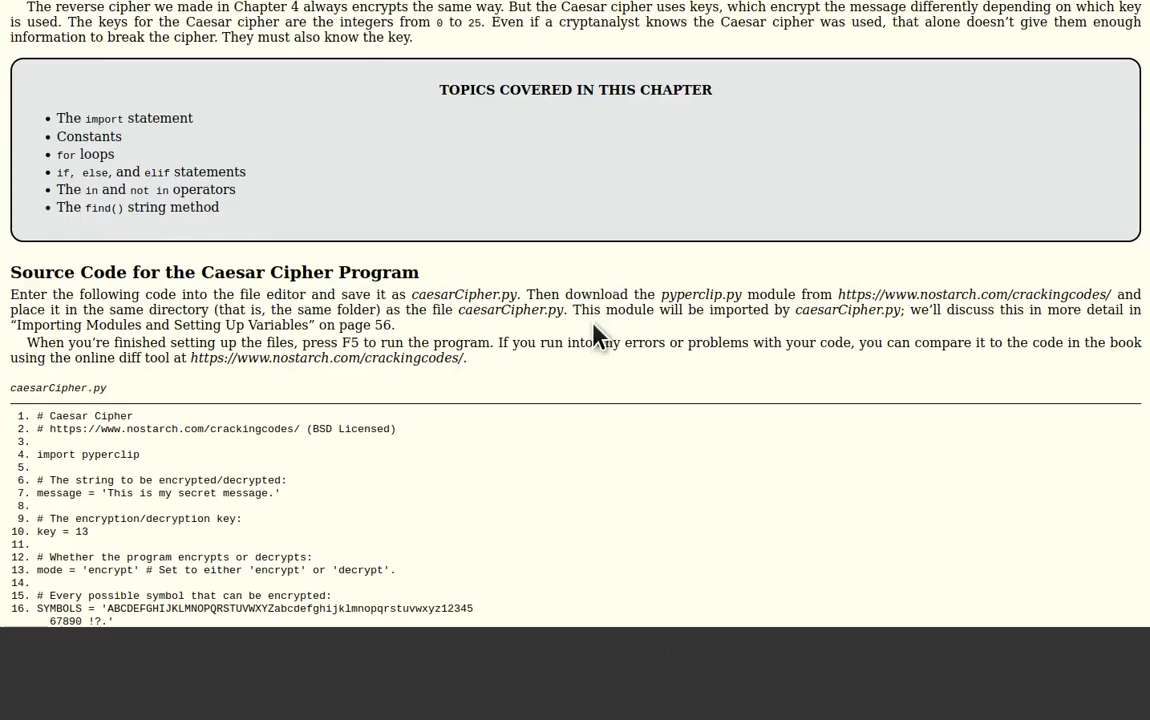 The reverse cipher we made in Chapter 4 always encrypts the same way. But the Caesar cipher uses keys, which encrypt the message differently depending on which key
is used. The keys for the Caesar cipher are the integers from 0 to 25. Even if a cryptanalyst knows the Caesar cipher was used, that alone doesn’t give them enough
information to break the cipher. They must also know the key.
TOPICS COVERED IN THIS CHAPTER
• The import statement
• Constants
• for loops
• if, else, and elif statements
• The in and not in operators
• The find() string method
Source Code for the Caesar Cipher Program
Enter the following code into the file editor and save it as caesarCipher.py. Then download the pyperclip.py module from https://www.nostarch.com/crackingcodes/ and
place it in the same directory (that is, the same folder) as the file caesarCipher.py. This module will be imported by caesarCipher.py; we’ll discuss this in more detail in
“Importing Modules and Setting Up Variables” on page 56.
When you’re finished setting up the files, press F5 to run the program. If you run into errors or problems with your code, you can compare it to the code in the book
using the online diff tool at https://www.nostarch.com/crackingcodes/.
caesarCipher.py
1. # Caesar Cipher
2. # https://www.nostarch.com/crackingcodes/ (BSD Licensed)
3.
4. import pyperclip
5.
6. # The string to be encrypted/decrypted:
7. message = 'This is my secret message.'
8.
9. # The encryption/decryption key:
10. key = 13
11.
12. # Whether the program encrypts or decrypts:
13. mode = 'encrypt' # Set to either 'encrypt' or 'decrypt'.
14.
15. # Every possible symbol that can be encrypted:
16. SYMBOLS = 'ABCDEFGHIJKLMNOPQRSTUVWXYZabcdefghijklmnopqrstuvwxyz12345
67890 !?.'